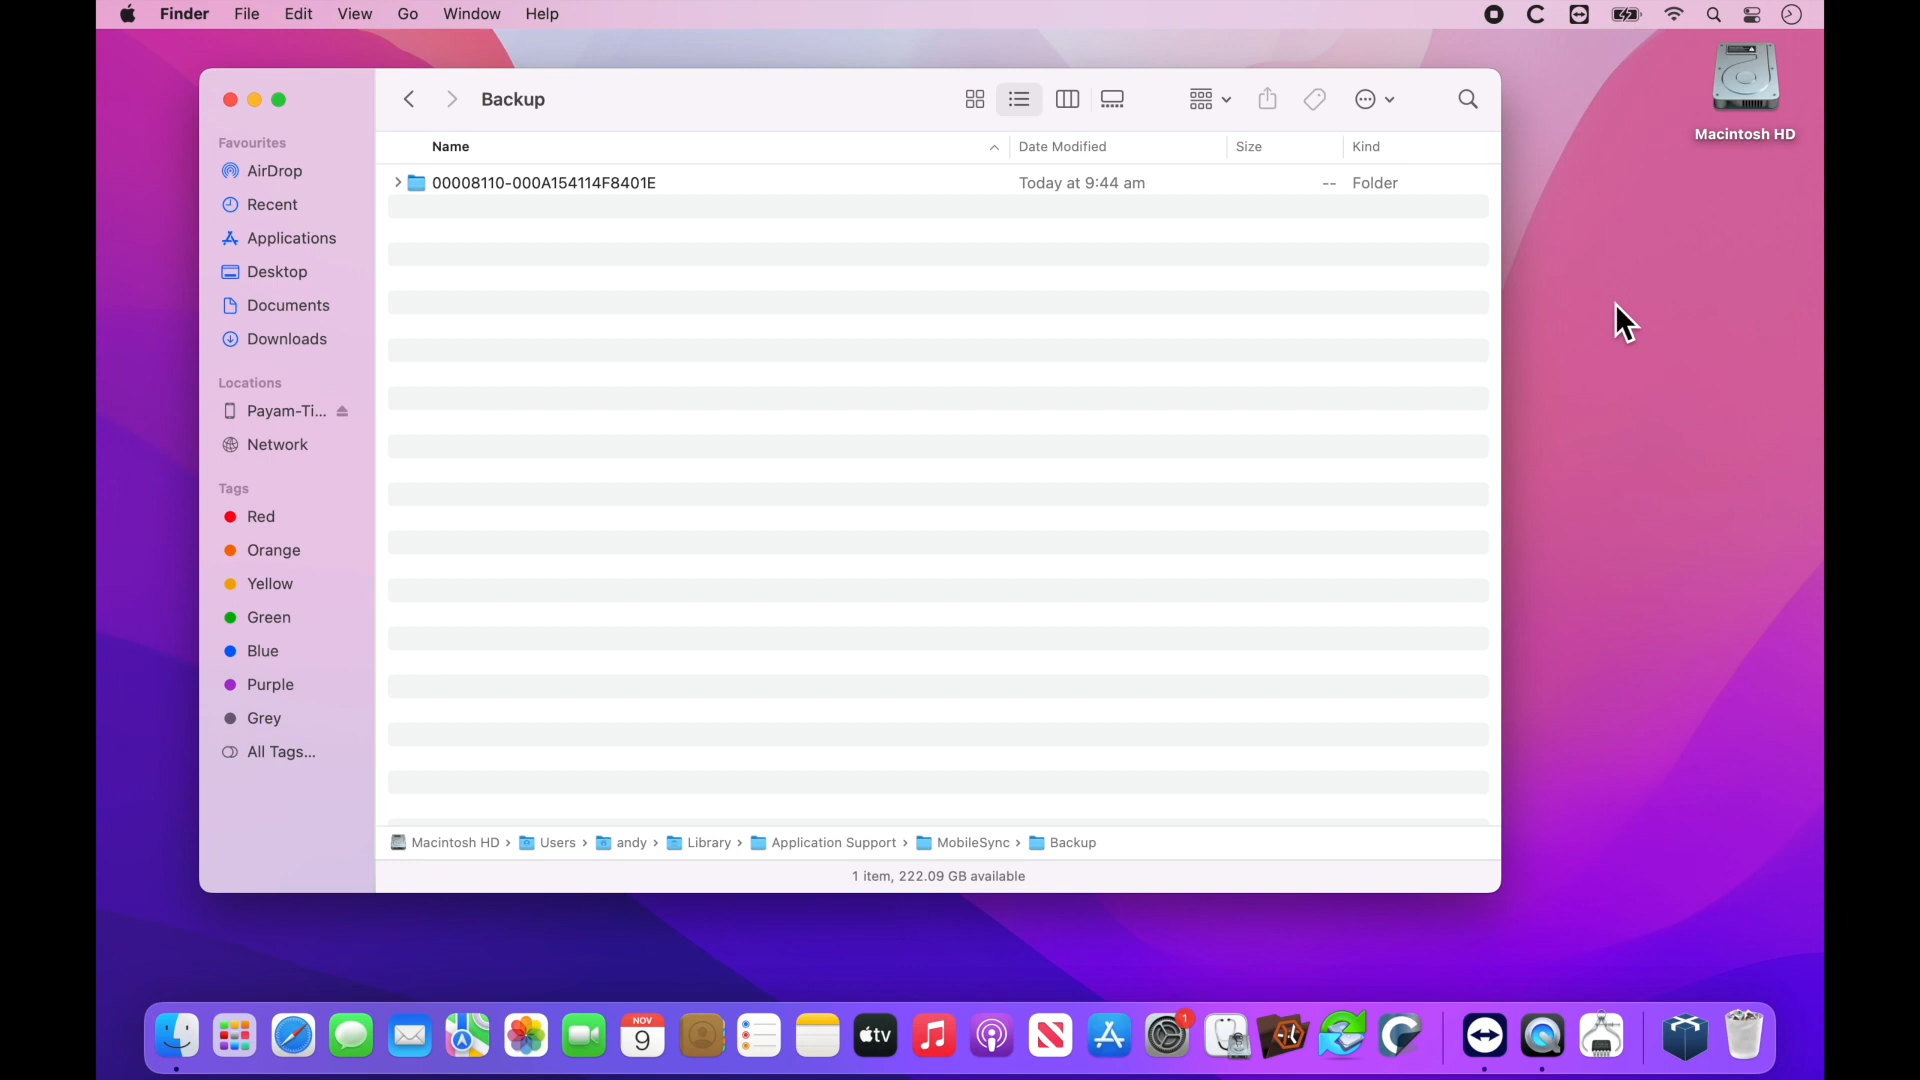 Finder File Edit View Go Window Help
Macintosh HD
Backup
Favourites
AirDrop
Recent
Applications
Desktop
Documents
Downloads
Locations
Payam-Ti...
Network
Tags
Red
Orange
Yellow
Green
Blue
Purple
Grey
All Tags...
Name Date Modified Size Kind
00008110-000A154114F8401E Today at 9:44 am -- Folder
Macintosh HD › Users › andy › Library › Application Support › MobileSync › Backup
1 item, 222.09 GB available
NOV
9
tv
1